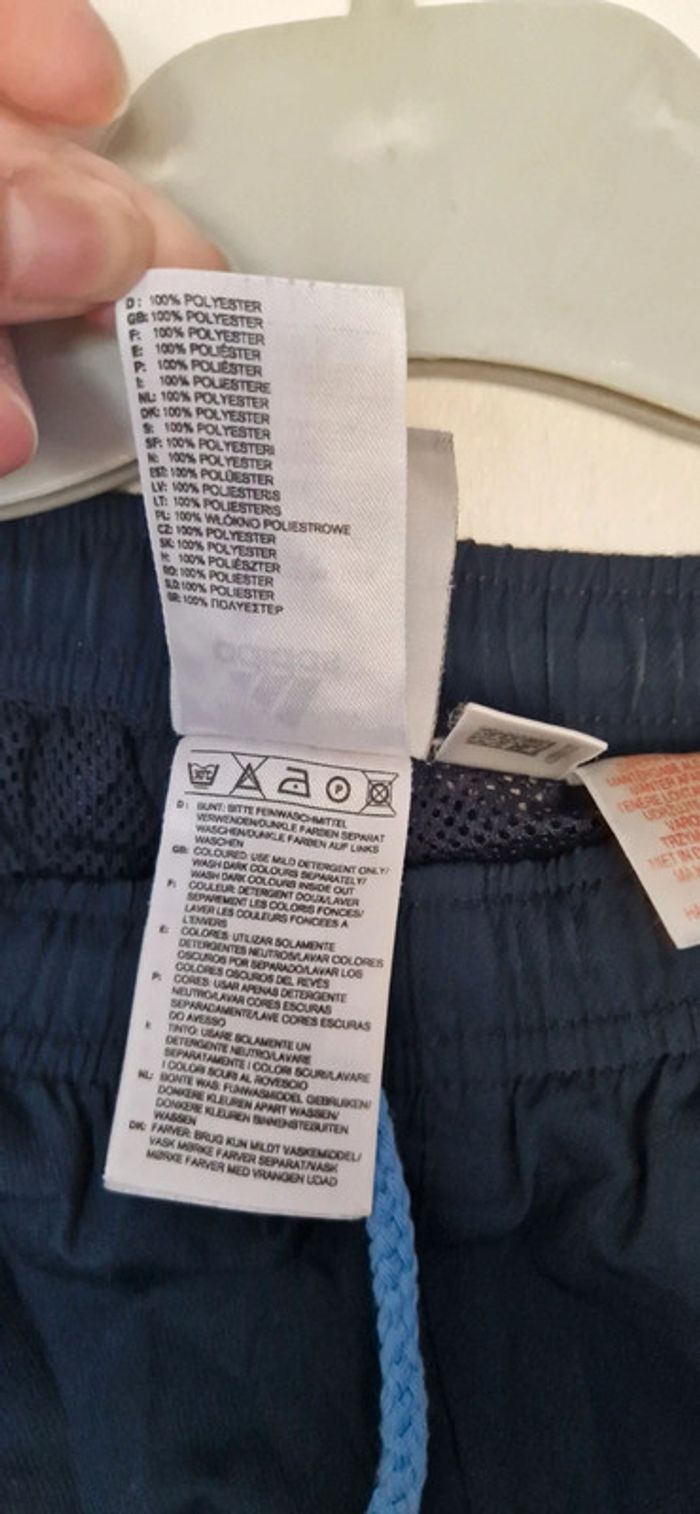 D: 100% POLYESTER
GB: 100% POLYESTER
F: 100% POLYESTER
E: 100% POLIÉSTER
P: 100% POLIÉSTER
I: 100% POLIESTERE
NL: 100% POLYESTER
DK: 100% POLYESTER
S: 100% POLYESTER
SF: 100% POLYESTERI
N: 100% POLYESTER
EST: 100% POLÜESTER
LV: 100% POLIESTERIS
LT: 100% POLIESTERIS
PL: 100% WŁÓKNO POLIESTROWE
CZ: 100% POLYESTER
SK: 100% POLYESTER
H: 100% POLIÉSZTER
RO: 100% POLIESTER
SLO: 100% POLIESTER
GR: 100% ΠΟΛΥΕΣΤΕΡ
30°C
P
D: BUNT: BITTE FEINWASCHMITTEL
VERWENDEN/DUNKLE FARBEN SEPARAT
WASCHEN/DUNKLE FARBEN AUF LINKS
WASCHEN
GB: COLOURED: USE MILD DETERGENT ONLY/
WASH DARK COLOURS SEPARATELY/
WASH DARK COLOURS INSIDE OUT
F: COULEUR: DETERGENT DOUX/LAVER
SEPAREMENT LES COLORIS FONCES/
LAVER LES COULEURS FONCEES A
L'ENVERS
E: COLORES: UTILIZAR SOLAMENTE
DETERGENTES NEUTROS/LAVAR COLORES
OSCUROS POR SEPARADO/LAVAR LOS
COLORES OSCUROS DEL REVÉS
P: CORES: USAR APENAS DETERGENTE
NEUTRO/LAVAR CORES ESCURAS
SEPARADAMENTE/LAVE CORES ESCURAS
DO AVESSO
I: TINTO: USARE SOLAMENTE UN
DETERGENTE NEUTRO/LAVARE
SEPARATAMENTE I COLORI SCURI/LAVARE
I COLORI SCURI AL ROVESCIO
NL: BONTE WAS: FIJNWASMIDDEL GEBRUIKEN/
DONKERE KLEUREN APART WASSEN/
DONKERE KLEUREN BINNENSTEBUITEN
WASSEN
DK: FARVER: BRUG KUN MILDT VASKEMIDDEL/
VASK MØRKE FARVER SEPARAT/VASK
MØRKE FARVER MED VRANGEN UDAD